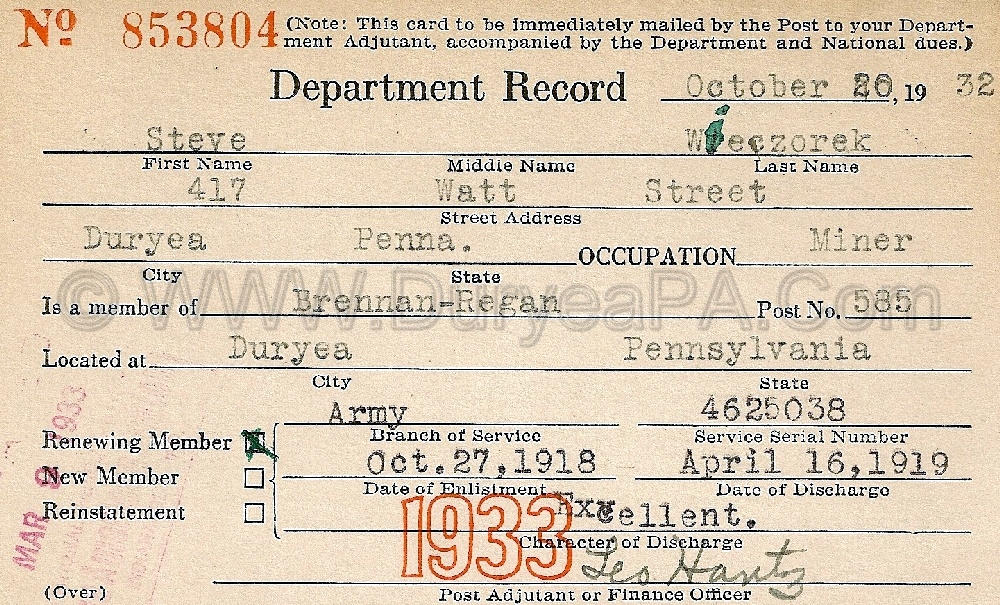 No 853804 (Note: This card to be immediately mailed by the Post to your Depart-
ment Adjutant, accompanied by the Department and National dues.)
Department Record October 20, 19 32
Steve Wieczorek
First Name Middle Name Last Name
417 Watt Street
Street Address
Duryea Penna. OCCUPATION Miner
City State
© WWW.DuryeaPA.Com
Is a member of Brennan-Regan Post No. 585
Located at Duryea Pennsylvania
City State
Army 4625038
Renewing Member Branch of Service Service Serial Number
Oct.27,1918 April 16,1919
New Member Date of Enlistment Date of Discharge
Reinstatement 1933 Excellent.
Character of Discharge
MAR 9 1933
Leo Hantz
(Over) Post Adjutant or Finance Officer